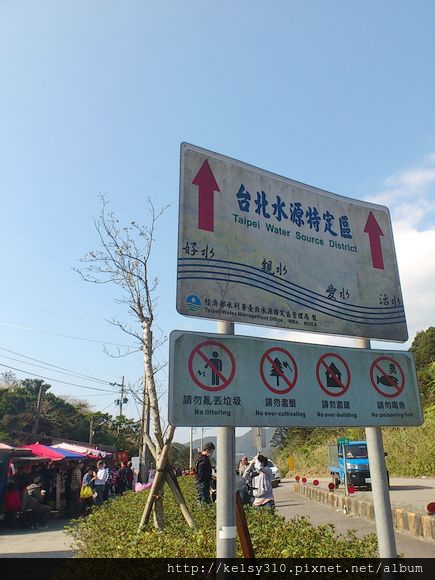 台北水源特定區
Taipei Water Source District
好水
親水
愛水
沽水
經濟部水利署臺北水源特定區管理局 製
Taipei Water Management Office, WRA, MOEA
請勿亂丟垃圾
No littering
請勿濫墾
No over-cultivating
請勿濫建
No over-building
請勿毒魚
No poisoning fish
http://kelsy310.pixnet.net/album